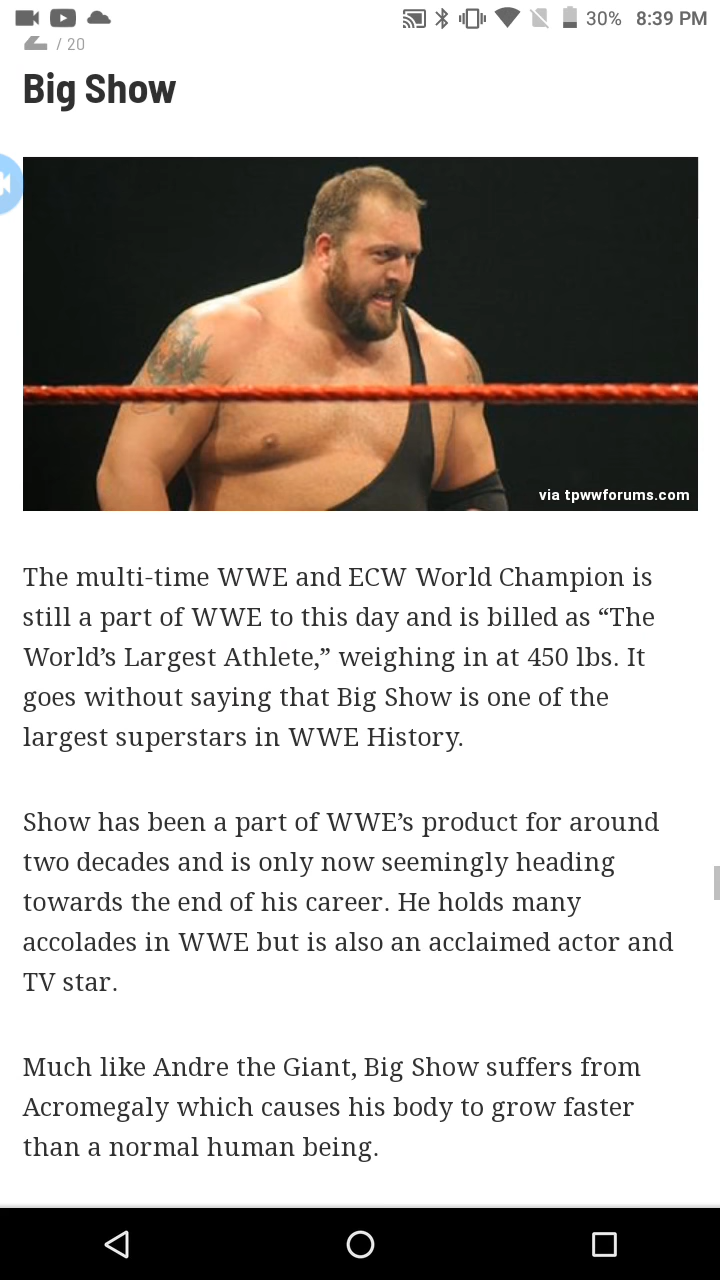 30% 8:39 PM
/ 20
Big Show
via tpwwforums.com
The multi-time WWE and ECW World Champion is
still a part of WWE to this day and is billed as “The
World’s Largest Athlete,” weighing in at 450 lbs. It
goes without saying that Big Show is one of the
largest superstars in WWE History.
Show has been a part of WWE’s product for around
two decades and is only now seemingly heading
towards the end of his career. He holds many
accolades in WWE but is also an acclaimed actor and
TV star.
Much like Andre the Giant, Big Show suffers from
Acromegaly which causes his body to grow faster
than a normal human being.